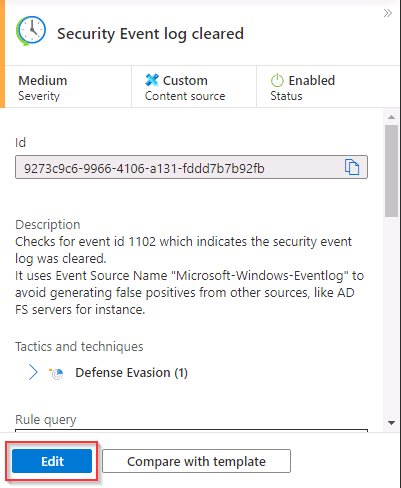 Security Event log cleared
Medium
Severity
Custom
Content source
Enabled
Status
Id
9273c9c6-9966-4106-a131-fddd7b7b92fb
Description
Checks for event id 1102 which indicates the security event
log was cleared.
It uses Event Source Name "Microsoft-Windows-Eventlog" to
avoid generating false positives from other sources, like AD
FS servers for instance.
Tactics and techniques
Defense Evasion (1)
Rule query
Edit
Compare with template